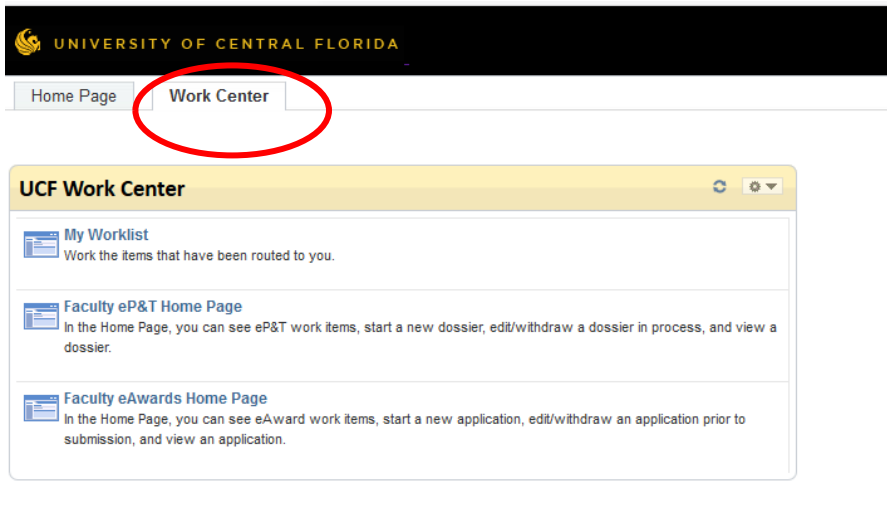 UNIVERSITY OF CENTRAL FLORIDA
Home Page Work Center
UCF Work Center
My Worklist
Work the items that have been routed to you.
Faculty eP&T Home Page
In the Home Page, you can see eP&T work items, start a new dossier, edit/withdraw a dossier in process, and view a
dossier.
Faculty eAwards Home Page
In the Home Page, you can see eAward work items, start a new application, edit/withdraw an application prior to
submission, and view an application.